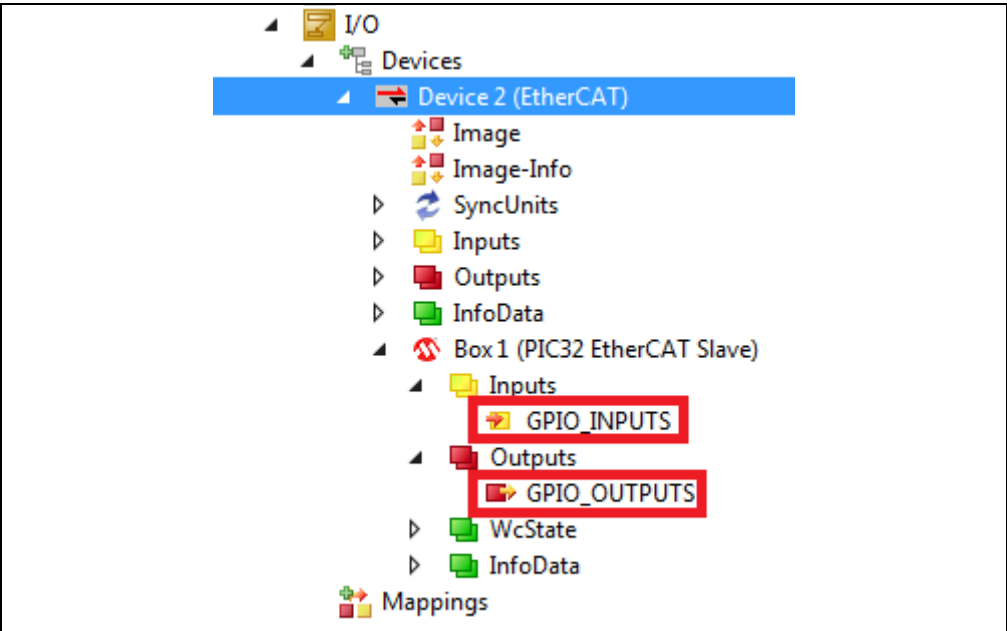 I/O
Devices
Device 2 (EtherCAT)
Image
Image-Info
SyncUnits
Inputs
Outputs
InfoData
Box 1 (PIC32 EtherCAT Slave)
Inputs
GPIO_INPUTS
Outputs
GPIO_OUTPUTS
WcState
InfoData
Mappings